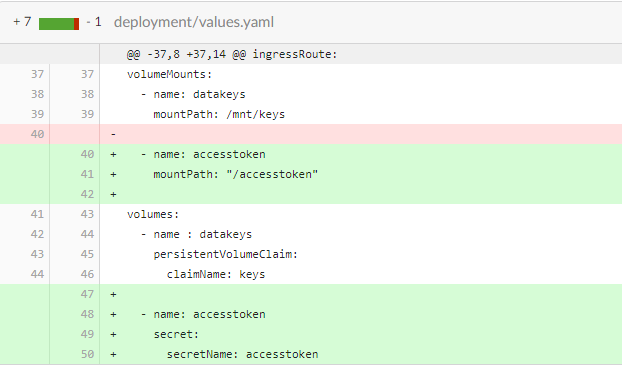 + 7 - 1 deployment/values.yaml
@@ -37,8 +37,14 @@ ingressRoute:
37 37 volumeMounts:
38 38 - name: datakeys
39 39 mountPath: /mnt/keys
40 -
40 + - name: accesstoken
41 + mountPath: "/accesstoken"
42 +
41 43 volumes:
42 44 - name : datakeys
43 45 persistentVolumeClaim:
44 46 claimName: keys
47 +
48 + - name: accesstoken
49 + secret:
50 + secretName: accesstoken